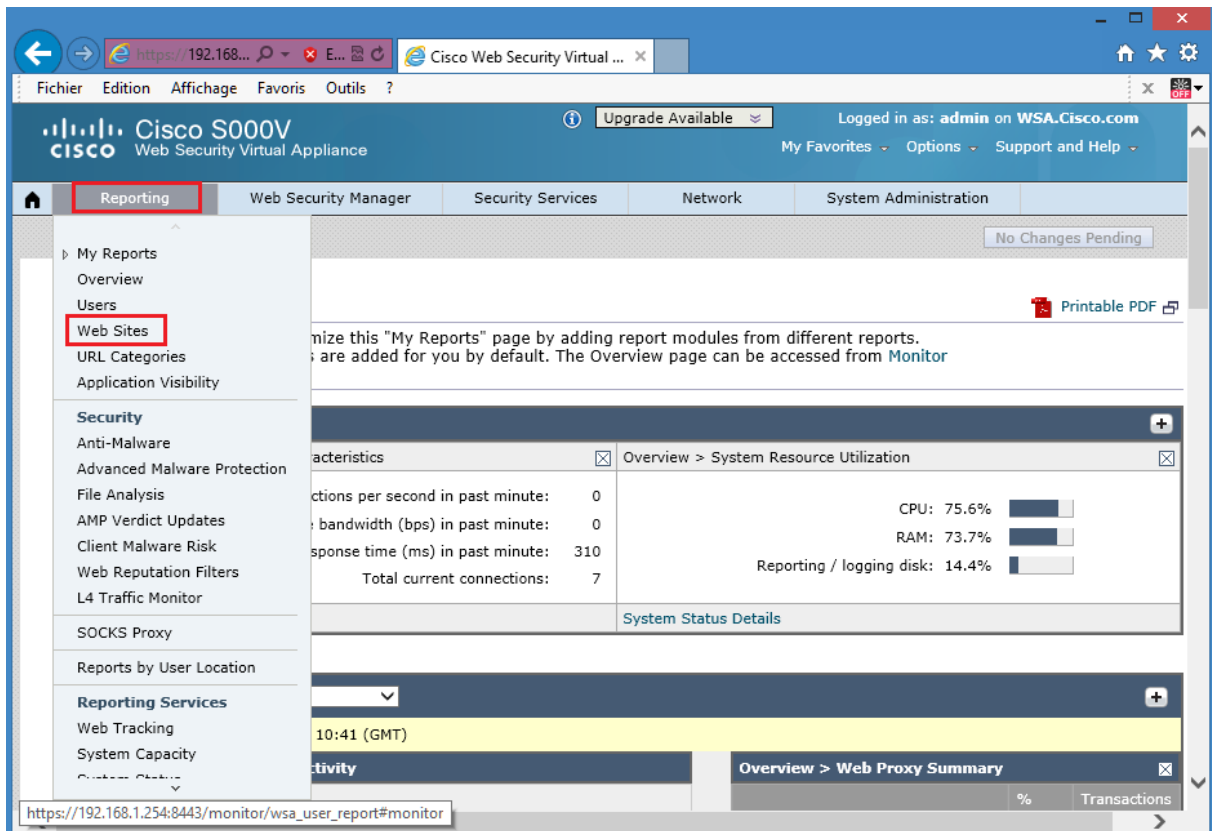 https://192.168...
E...
Cisco Web Security Virtual ...
Fichier Edition Affichage Favoris Outils ?
OFF
CISCO
Cisco S000V
Web Security Virtual Appliance
Upgrade Available
Logged in as: admin on WSA.Cisco.com
My Favorites Options Support and Help
Reporting Web Security Manager Security Services Network System Administration
No Changes Pending
My Reports
Overview
Users
Web Sites
URL Categories
Application Visibility
Security
Anti-Malware
Advanced Malware Protection
File Analysis
AMP Verdict Updates
Client Malware Risk
Web Reputation Filters
L4 Traffic Monitor
SOCKS Proxy
Reports by User Location
Reporting Services
Web Tracking
System Capacity
Printable PDF
mize this "My Reports" page by adding report modules from different reports.
s are added for you by default. The Overview page can be accessed from Monitor
racteristics
Overview > System Resource Utilization
ctions per second in past minute: 0
e bandwidth (bps) in past minute: 0
sponse time (ms) in past minute: 310
Total current connections: 7
CPU: 75.6%
RAM: 73.7%
Reporting / logging disk: 14.4%
System Status Details
10:41 (GMT)
tivity
Overview > Web Proxy Summary
% Transactions
https://192.168.1.254:8443/monitor/wsa_user_report#monitor